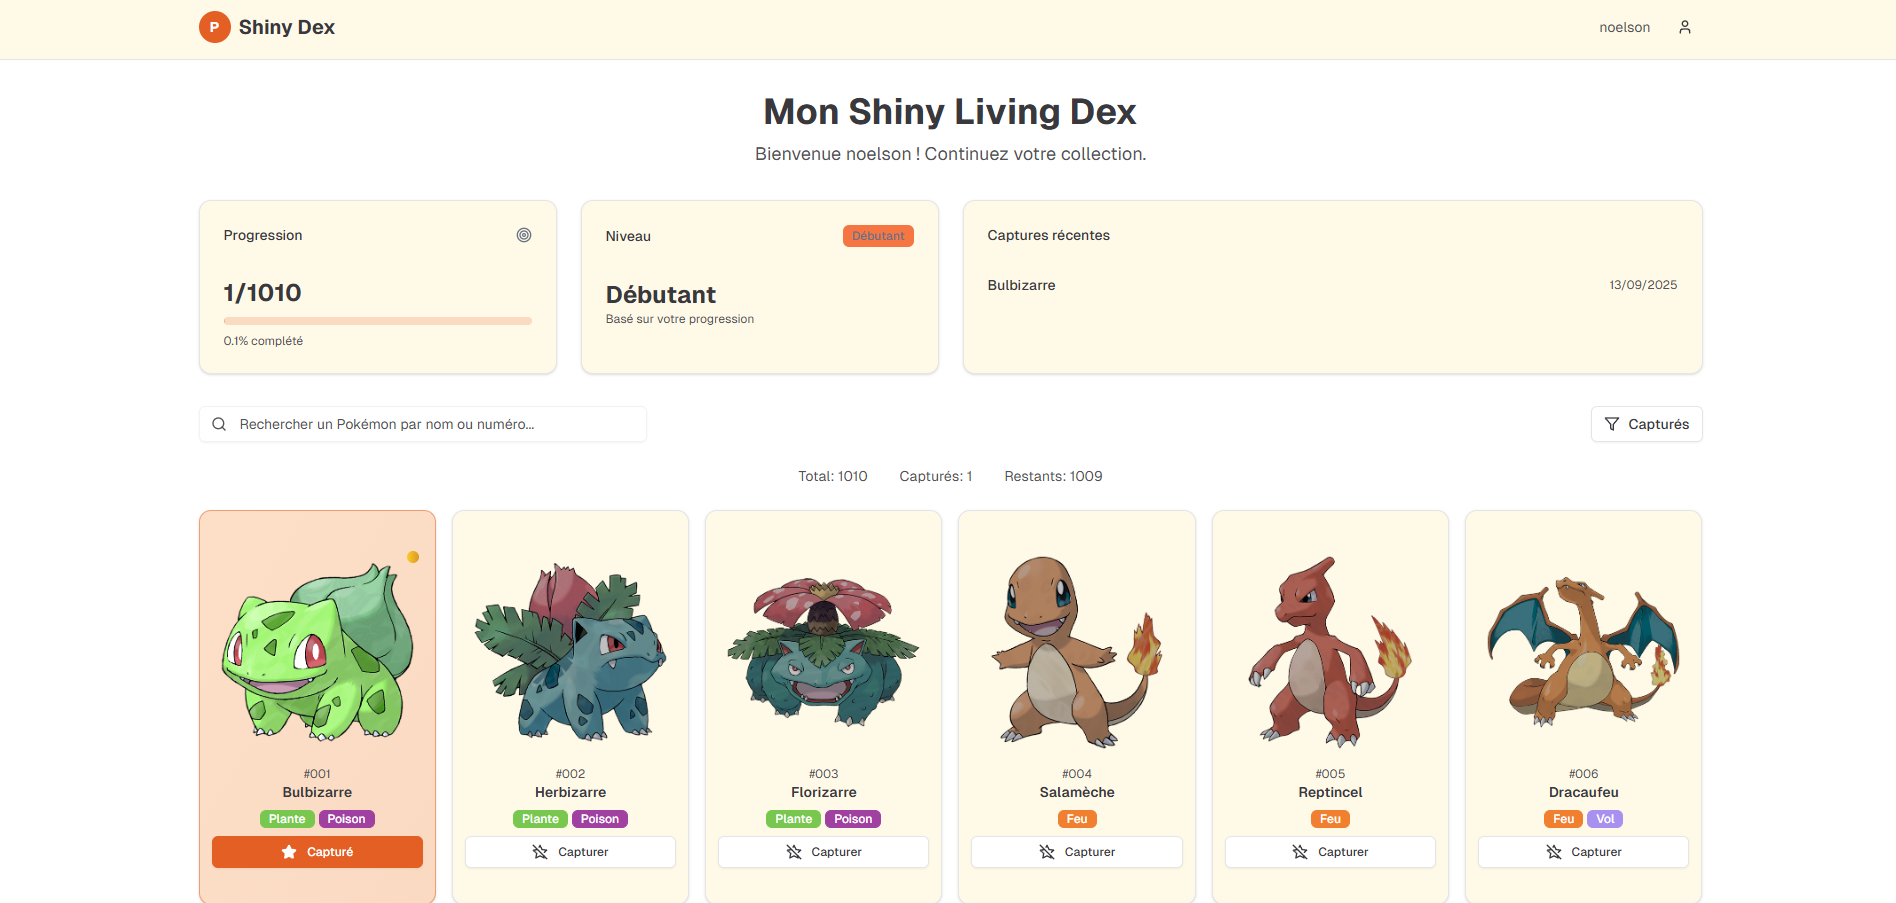 P Shiny Dex
noelson
Mon Shiny Living Dex
Bienvenue noelson ! Continuez votre collection.
Progression
1/1010
0.1% complété
Niveau
Débutant
Débutant
Basé sur votre progression
Captures récentes
Bulbizarre 13/09/2025
Rechercher un Pokémon par nom ou numéro...
Capturés
Total: 1010 Capturés: 1 Restants: 1009
#001
Bulbizarre
Plante Poison
Capturé
#002
Herbizarre
Plante Poison
Capturer
#003
Florizarre
Plante Poison
Capturer
#004
Salamèche
Feu
Capturer
#005
Reptincel
Feu
Capturer
#006
Dracaufeu
Feu Vol
Capturer